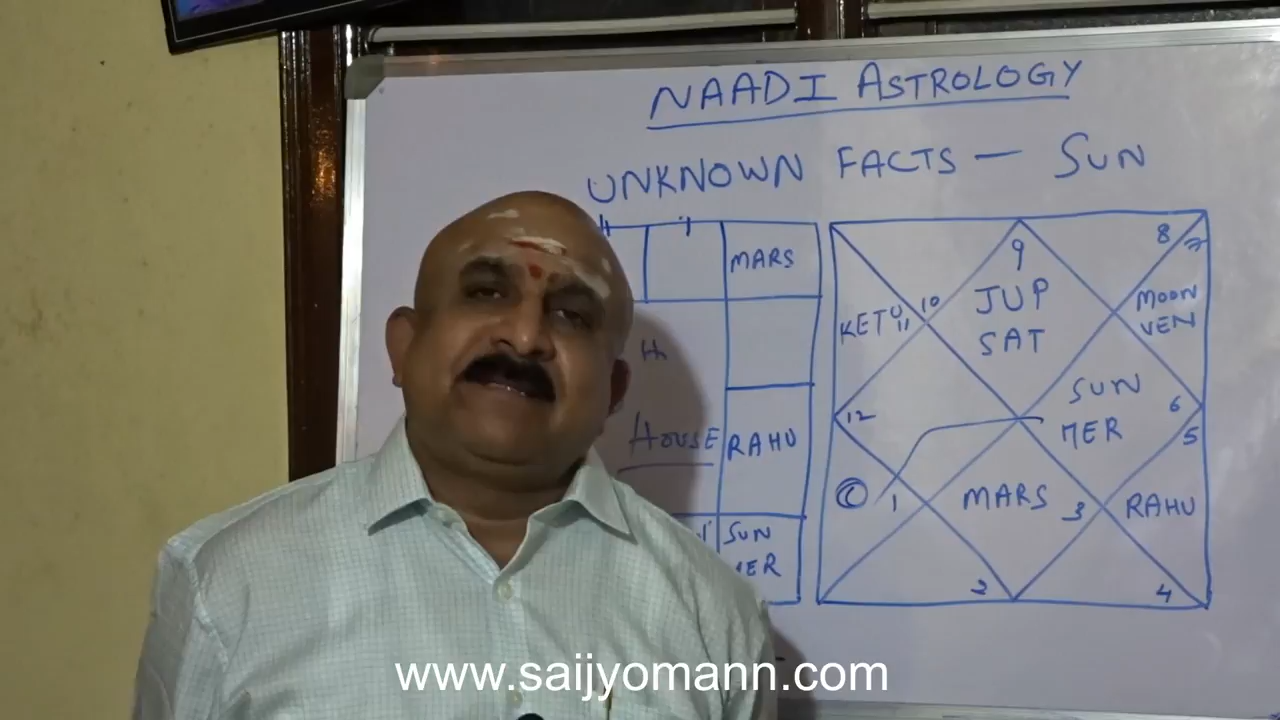 NAADI ASTROLOGY
UNKNOWN FACTS — SUN
MARS
HOUSE
RAHU
SUN
MER
9
JUP
SAT
8
7
MOON
VEN
KETU
10
11
12
SUN
MER
6
5
©
1
MARS
3
RAHU
2
4
www.saijyomann.com